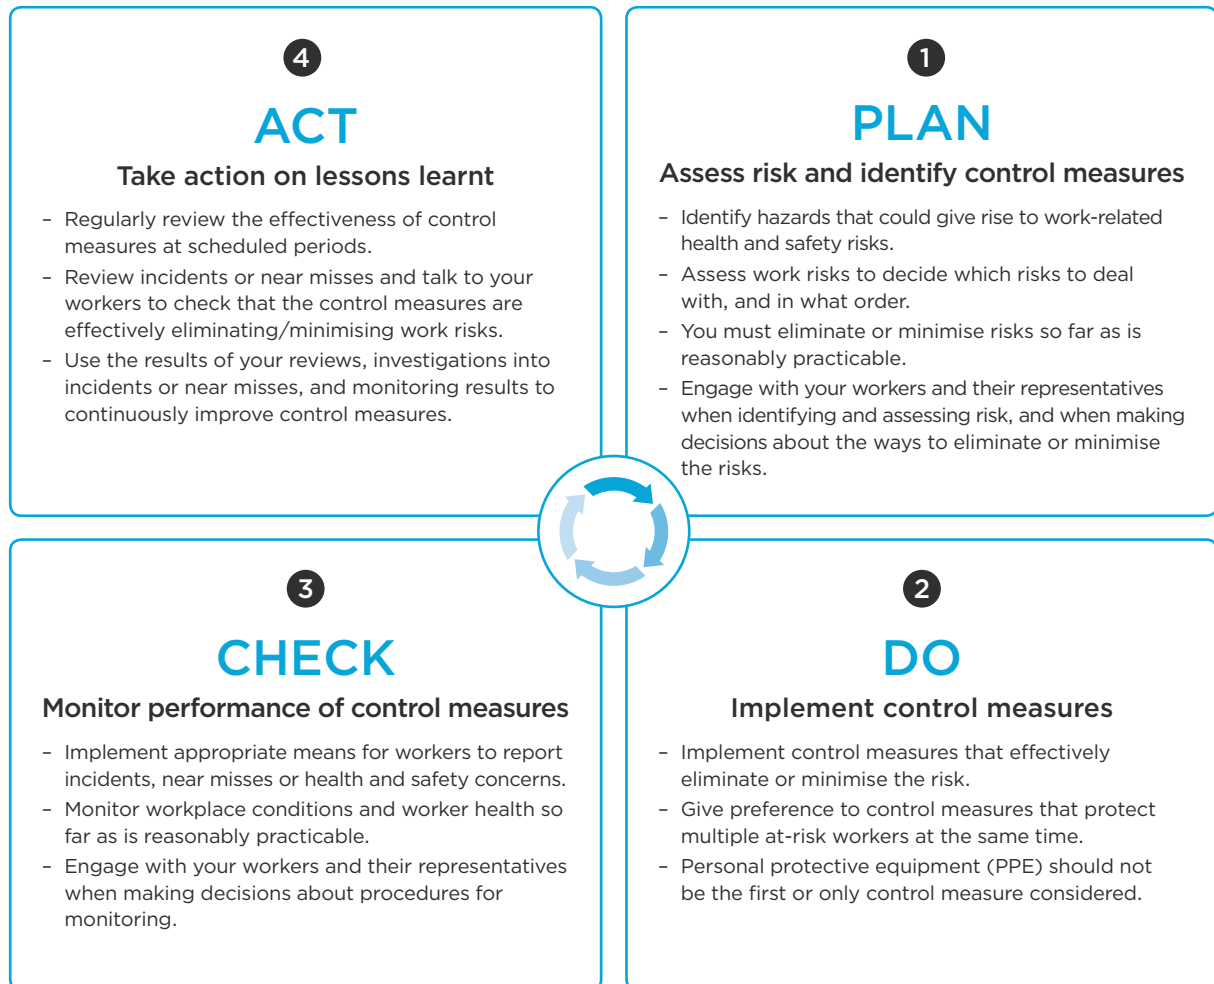 4
ACT
Take action on lessons learnt
– Regularly review the effectiveness of control
measures at scheduled periods.
– Review incidents or near misses and talk to your
workers to check that the control measures are
effectively eliminating/minimising work risks.
– Use the results of your reviews, investigations into
incidents or near misses, and monitoring results to
continuously improve control measures.
1
PLAN
Assess risk and identify control measures
– Identify hazards that could give rise to work-related
health and safety risks.
– Assess work risks to decide which risks to deal
with, and in what order.
– You must eliminate or minimise risks so far as is
reasonably practicable.
– Engage with your workers and their representatives
when identifying and assessing risk, and when making
decisions about the ways to eliminate or minimise
the risks.
3
CHECK
Monitor performance of control measures
– Implement appropriate means for workers to report
incidents, near misses or health and safety concerns.
– Monitor workplace conditions and worker health so
far as is reasonably practicable.
– Engage with your workers and their representatives
when making decisions about procedures for
monitoring.
2
DO
Implement control measures
– Implement control measures that effectively
eliminate or minimise the risk.
– Give preference to control measures that protect
multiple at-risk workers at the same time.
– Personal protective equipment (PPE) should not
be the first or only control measure considered.